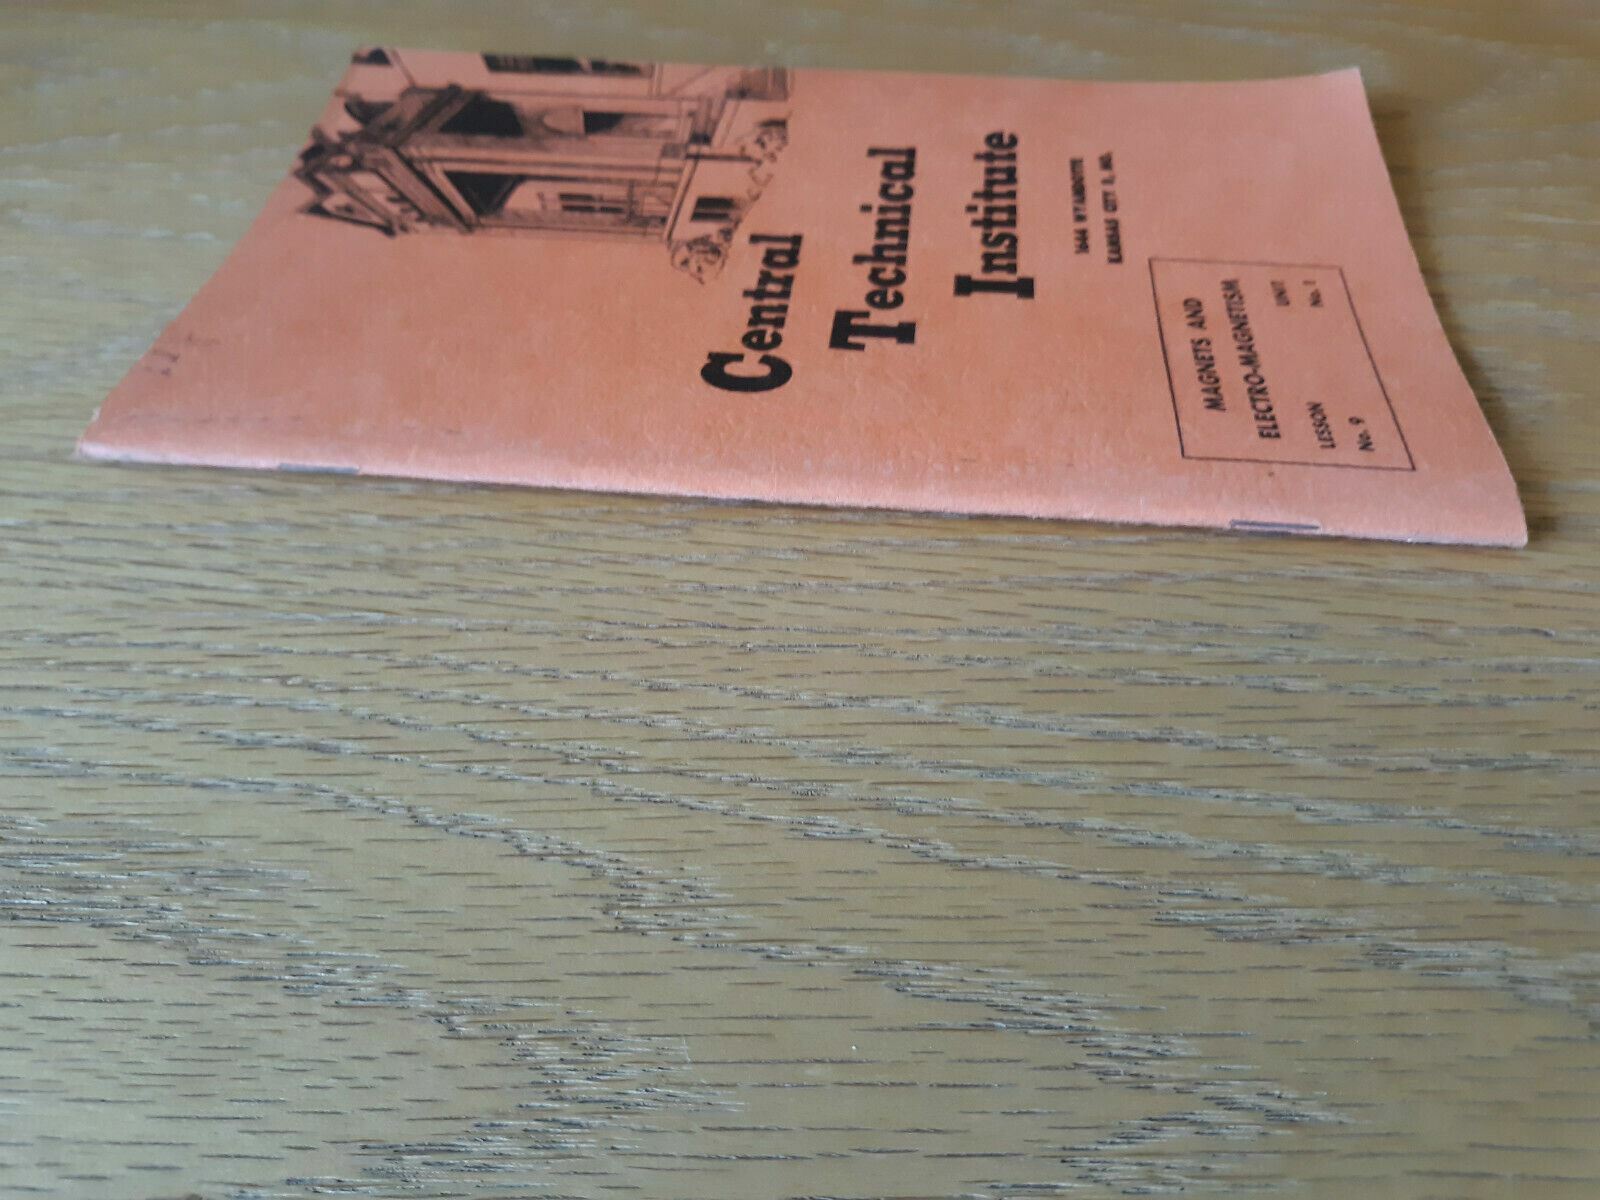 Central
Technical
Institute
1644 WYANDOTTE
KANSAS CITY 8, MO.
MAGNETS AND
ELECTRO-MAGNETISM
LESSON UNIT
No. 9 No. 1